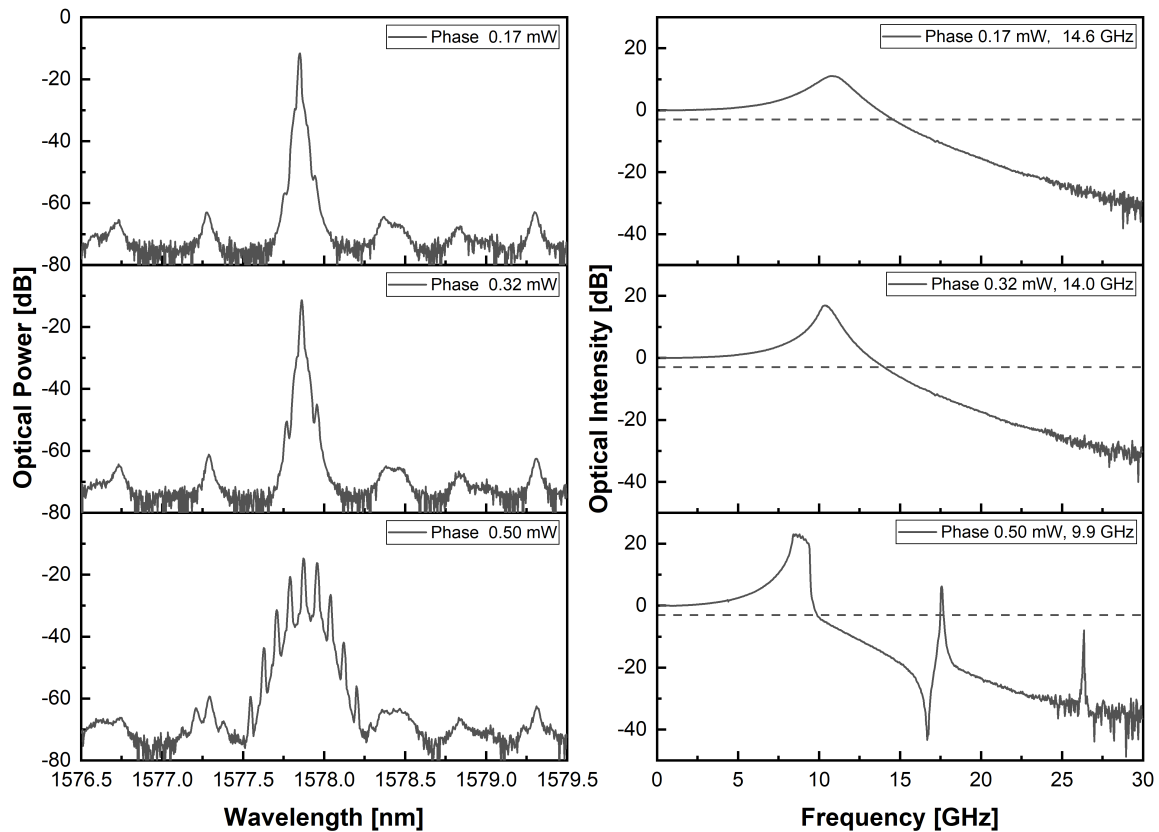 0
-20
-40
-60
-80
Phase 0.17 mW
20
0
-20
-40
Phase 0.17 mW, 14.6 GHz
-20
-40
-60
-80
Phase 0.32 mW
20
0
-20
-40
Phase 0.32 mW, 14.0 GHz
-20
-40
-60
-80
Phase 0.50 mW
20
0
-20
-40
Phase 0.50 mW, 9.9 GHz
Optical Power [dB]
Optical Intensity [dB]
1576.5 1577.0 1577.5 1578.0 1578.5 1579.0 1579.5
0 5 10 15 20 25 30
Wavelength [nm]
Frequency [GHz]